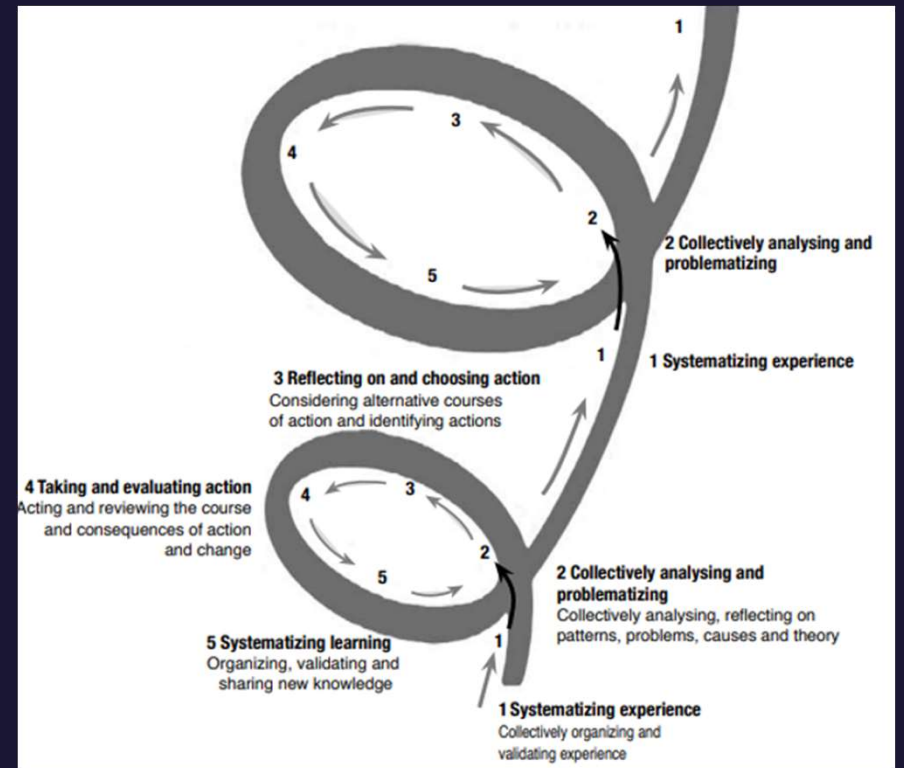 1
3
4
2
2 Collectively analysing and
problematizing
5
1
1 Systematizing experience
3 Reflecting on and choosing action
Considering alternative courses
of action and identifying actions
4 Taking and evaluating action
Acting and reviewing the course
and consequences of action
and change
4
3
2
5
2 Collectively analysing and
problematizing
Collectively analysing, reflecting on
patterns, problems, causes and theory
1
5 Systematizing learning
Organizing, validating and
sharing new knowledge
1 Systematizing experience
Collectively organizing and
validating experience